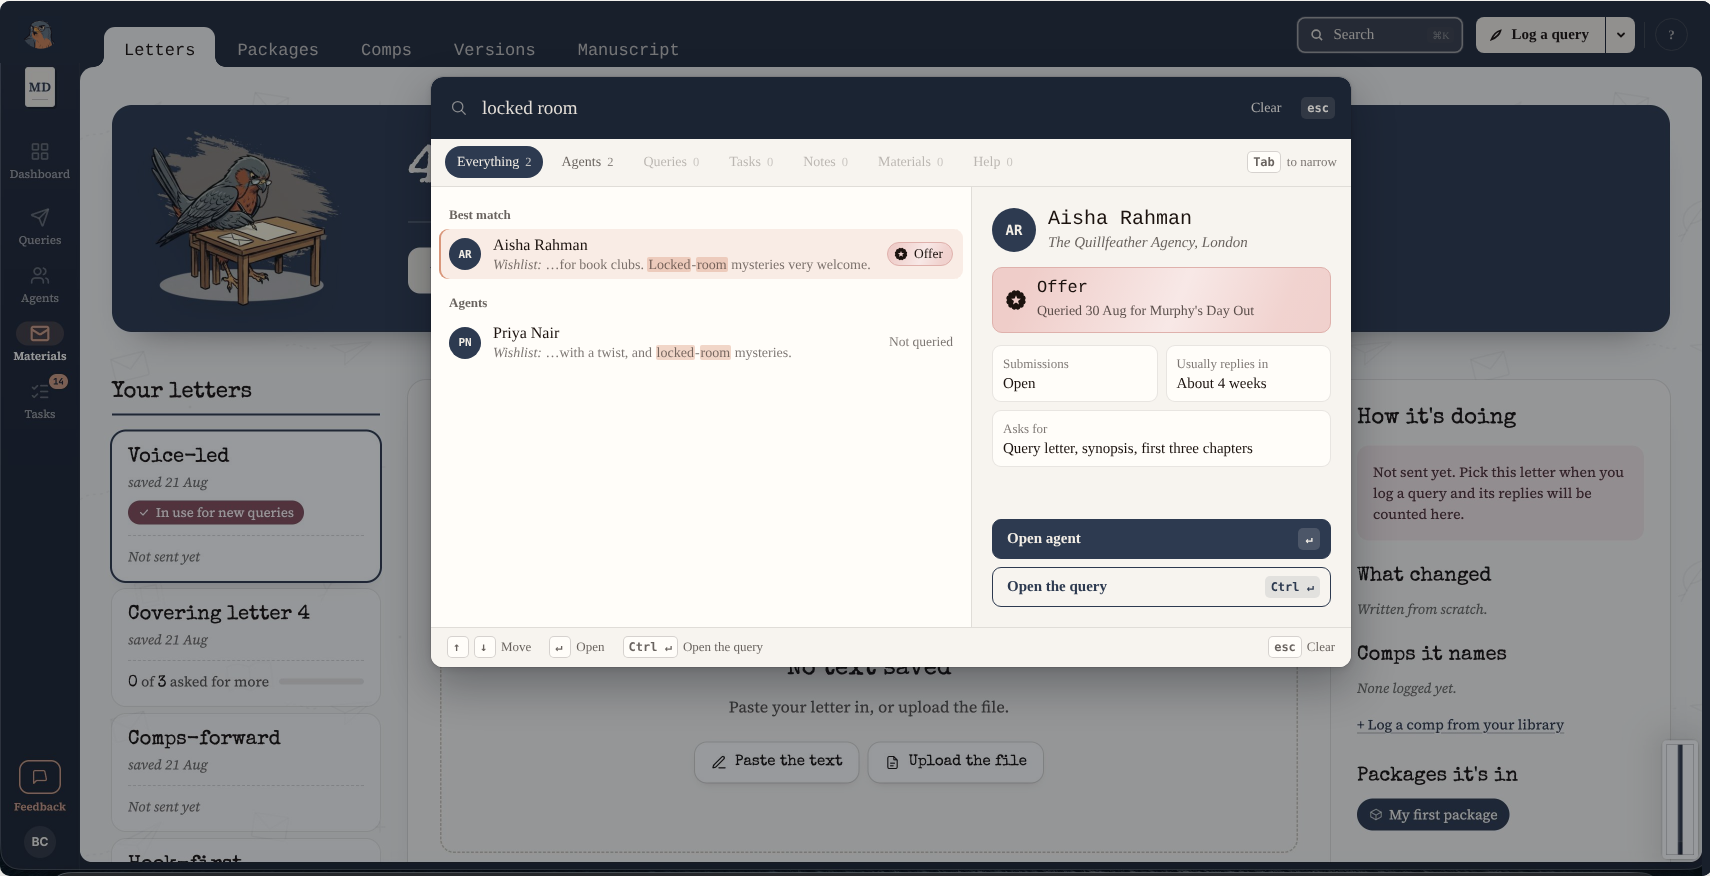 Letters
Packages
Comps
Versions
Manuscript
Search ⌘K
Log a query
?
MD
Dashboard
Queries
Agents
Materials
14
Tasks
Feedback
BC
4
locked room
Clear
esc
Everything 2
Agents 2
Queries 0
Tasks 0
Notes 0
Materials 0
Help 0
Tab to narrow
Best match
AR
Aisha Rahman
Wishlist: …for book clubs. Locked-room mysteries very welcome.
Offer
Agents
PN
Priya Nair
Wishlist: …with a twist, and locked-room mysteries.
Not queried
AR
Aisha Rahman
The Quillfeather Agency, London
Offer
Queried 30 Aug for Murphy's Day Out
Submissions
Open
Usually replies in
About 4 weeks
Asks for
Query letter, synopsis, first three chapters
Open agent ↵
Open the query Ctrl ↵
↑ ↓ Move
↵ Open
Ctrl ↵ Open the query
esc Clear
Your letters
Voice-led
saved 21 Aug
In use for new queries
Not sent yet
Covering letter 4
saved 21 Aug
0 of 3 asked for more
Comps-forward
saved 21 Aug
Not sent yet
Hook-first
No text saved
Paste your letter in, or upload the file.
Paste the text
Upload the file
How it's doing
Not sent yet. Pick this letter when you
log a query and its replies will be
counted here.
What changed
Written from scratch.
Comps it names
None logged yet.
+ Log a comp from your library
Packages it's in
My first package